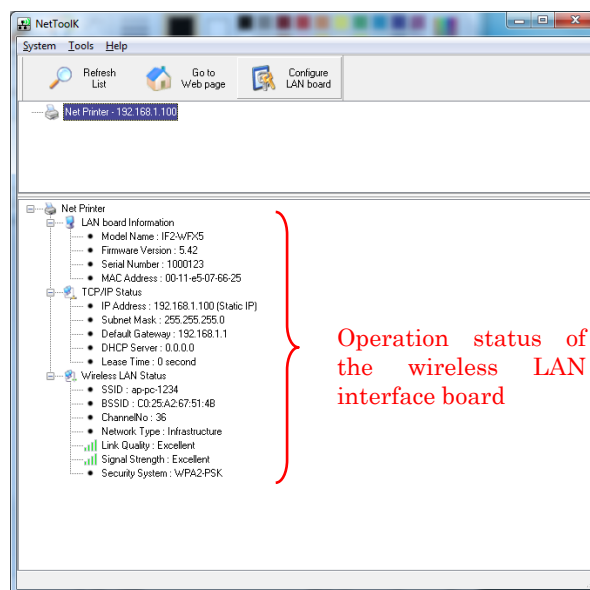 NetToolK
System Tools Help
Refresh List
Go to Web page
Configure LAN board
Net Printer - 192.168.1.100
Net Printer
LAN board Information
Model Name : IF2-WFX5
Firmware Version : 5.42
Serial Number : 1000123
MAC Address : 00-11-e5-07-66-25
TCP/IP Status
IP Address : 192.168.1.100 (Static IP)
Subnet Mask : 255.255.255.0
Default Gateway : 192.168.1.1
DHCP Server : 0.0.0.0
Lease Time : 0 second
Wireless LAN Status
SSID : ap-pc-1234
BSSID : C0:25:A2:67:51:4B
ChannelNo : 36
Network Type : Infrastructure
Link Quality : Excellent
Signal Strength : Excellent
Security System : WPA2-PSK
Operation status of
the wireless LAN
interface board